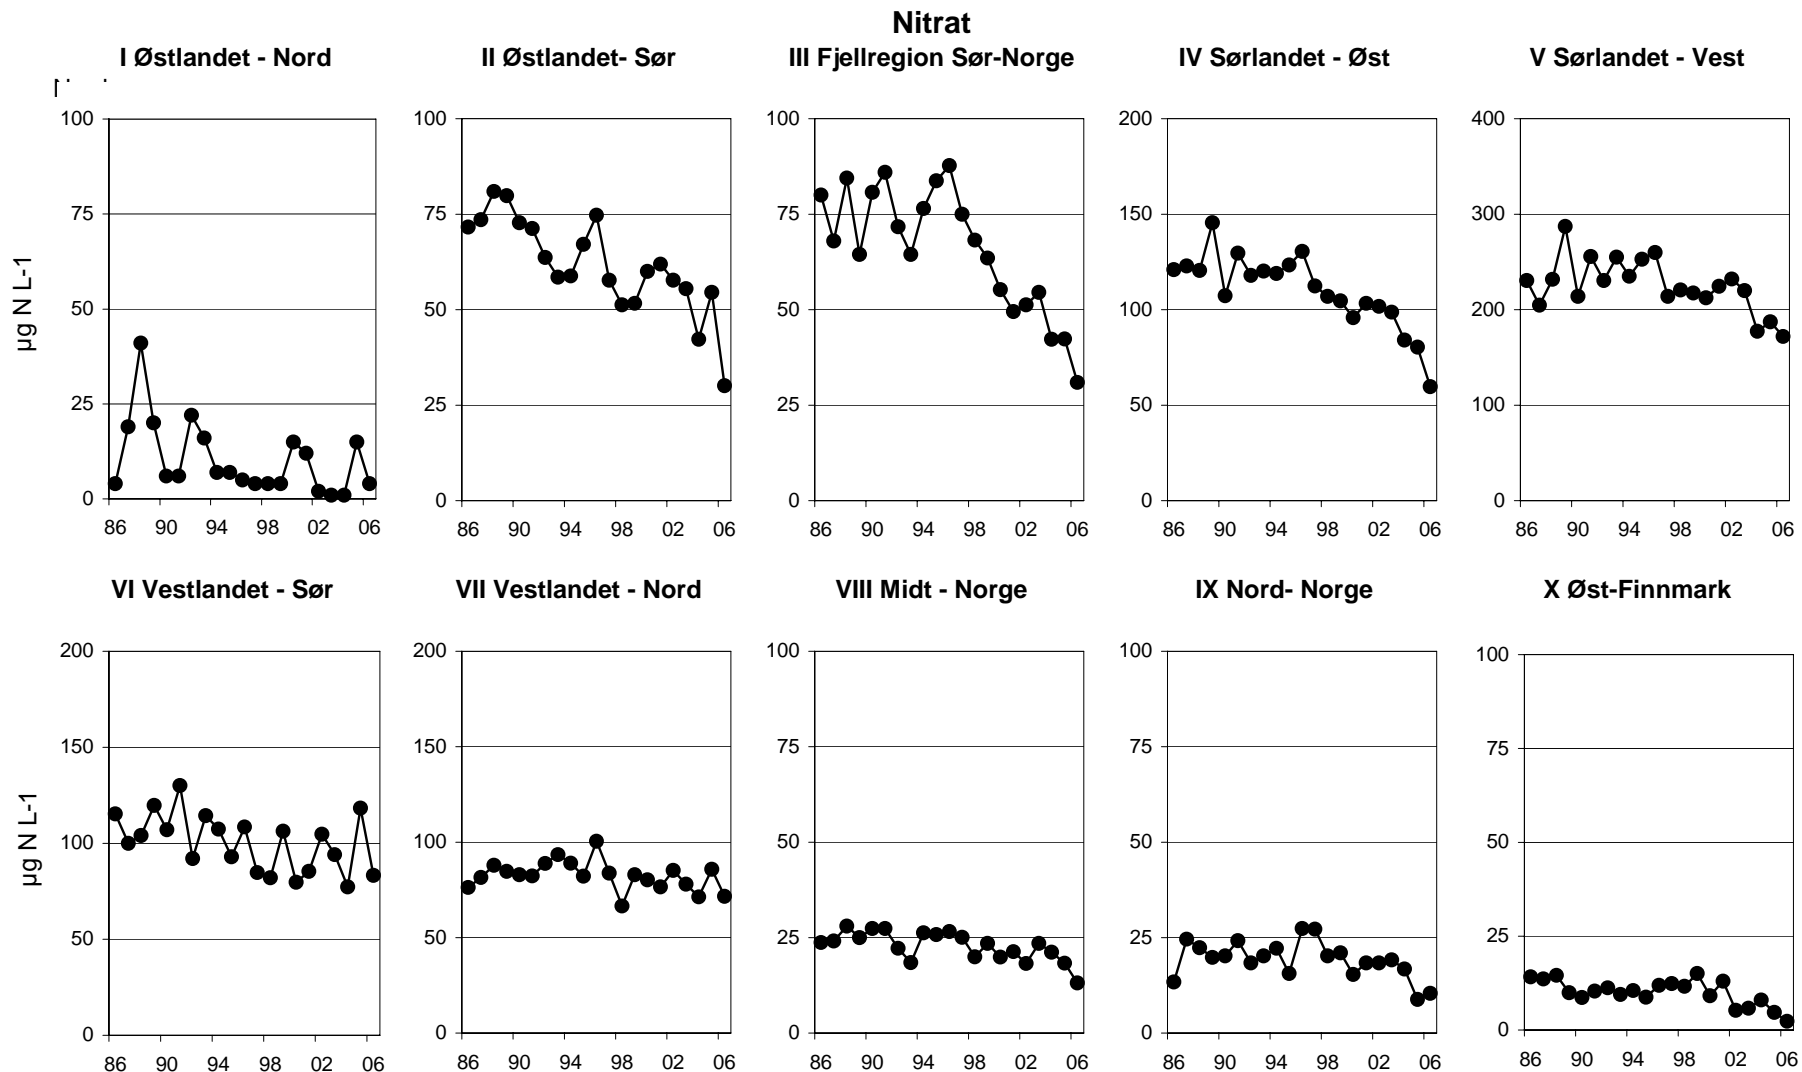 Nitrat
I Østlandet - Nord
II Østlandet- Sør
III Fjellregion Sør-Norge
IV Sørlandet - Øst
V Sørlandet - Vest
µg N L-1
100
75
50
25
0
86 90 94 98 02 06
100
75
50
25
0
86 90 94 98 02 06
100
75
50
25
0
86 90 94 98 02 06
200
150
100
50
0
86 90 94 98 02 06
400
300
200
100
0
86 90 94 98 02 06
VI Vestlandet - Sør
VII Vestlandet - Nord
VIII Midt - Norge
IX Nord- Norge
X Øst-Finnmark
µg N L-1
200
150
100
50
0
86 90 94 98 02 06
200
150
100
50
0
86 90 94 98 02 06
100
75
50
25
0
86 90 94 98 02 06
100
75
50
25
0
86 90 94 98 02 06
100
75
50
25
0
86 90 94 98 02 06